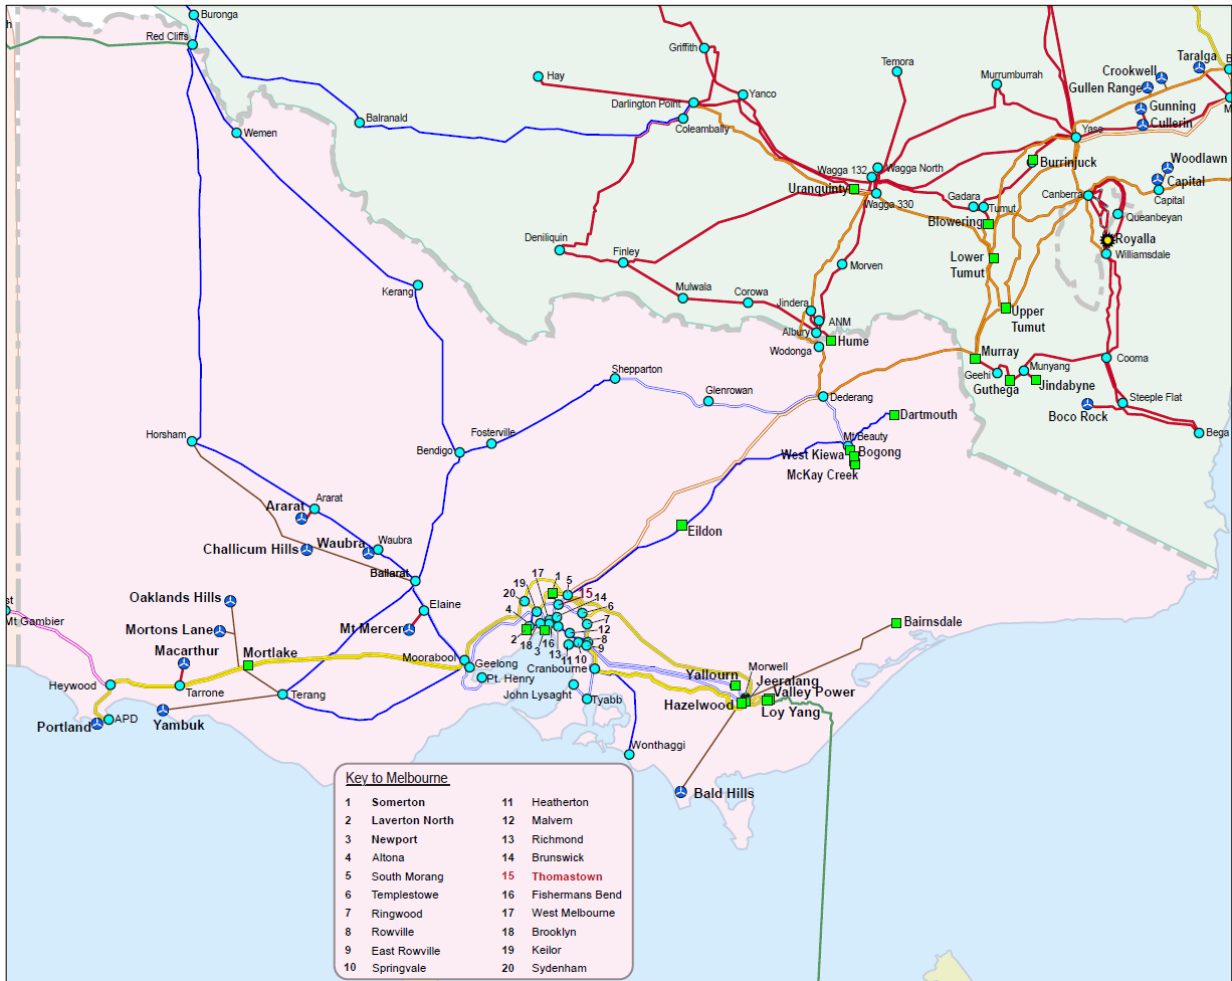 Buronga
Red Cliffs
Griffith
Temora
Taralga
Hay
Murrumburrah
Crookwell
Gullen Range
Yanco
Darlington Point
Gunning
Balranald
Coleambally
Cullerin
Wemen
Yass
Burrinjuck
Woodlawn
Wagga 132
Wagga North
Uranquinty
Capital
Canberra
Capital
Wagga 330
Gadara
Tumut
Queanbeyan
Blowering
Royalla
Deniliquin
Finley
Williamsdale
Lower
Tumut
Morven
Kerang
Mulwala
Corowa
Jindera
Upper
Tumut
ANM
Albury
Hume
Wodonga
Murray
Cooma
Shepparton
Geehi
Munyang
Guthega
Jindabyne
Glenrowan
Dederang
Steeple Flat
Dartmouth
Boco Rock
Bega
Horsham
Fosterville
Mt Beauty
Bendigo
West Kiewa
Bogong
McKay Creek
Ararat
Ararat
Eildon
Challicum Hills
Waubra
Waubra
Ballarat
17
1
5
19
15
20
14
Oaklands Hills
4
6
st
Elaine
Mt Gambier
7
Mortons Lane
Mt Mercer
12
Bairnsdale
2
8
18
3
16
13
11
10
9
Macarthur
Mortlake
Moorabool
Geelong
Cranbourne
Morwell
Yallourn
Jeeralang
Pt. Henry
Heywood
Tarrone
Terang
John Lysaght
Tyabb
Valley Power
Hazelwood
Loy Yang
Portland
APD
Yambuk
Wonthaggi
Bald Hills
Key to Melbourne
1 Somerton
2 Laverton North
3 Newport
4 Altona
5 South Morang
6 Templestowe
7 Ringwood
8 Rowville
9 East Rowville
10 Springvale
11 Heatherton
12 Malvern
13 Richmond
14 Brunswick
15 Thomastown
16 Fishermans Bend
17 West Melbourne
18 Brooklyn
19 Keilor
20 Sydenham